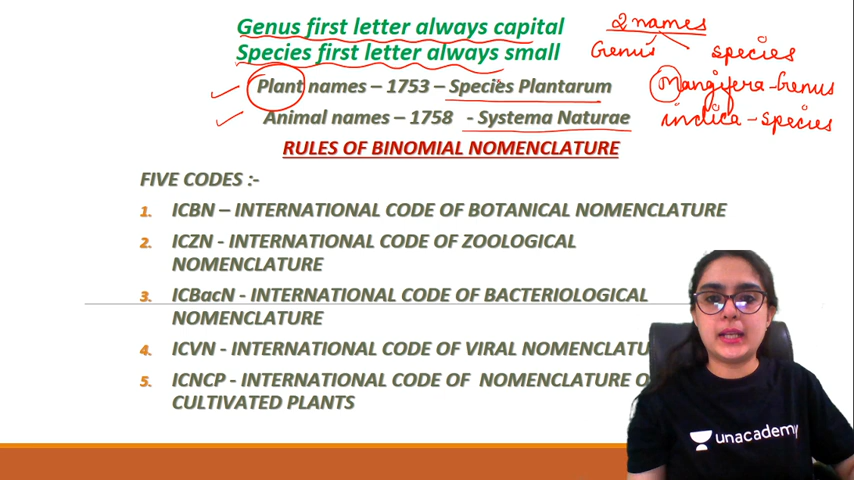 Genus first letter always capital
Species first letter always small
2 names
Genus species
Plant names – 1753 – Species Plantarum
Mangifera - Genus
Animal names – 1758 - Systema Naturae
indica - species
RULES OF BINOMIAL NOMENCLATURE
FIVE CODES :-
1. ICBN – INTERNATIONAL CODE OF BOTANICAL NOMENCLATURE
2. ICZN - INTERNATIONAL CODE OF ZOOLOGICAL
NOMENCLATURE
3. ICBacN - INTERNATIONAL CODE OF BACTERIOLOGICAL
NOMENCLATURE
4. ICVN - INTERNATIONAL CODE OF VIRAL NOMENCLATU
5. ICNCP - INTERNATIONAL CODE OF NOMENCLATURE O
CULTIVATED PLANTS
unacademy